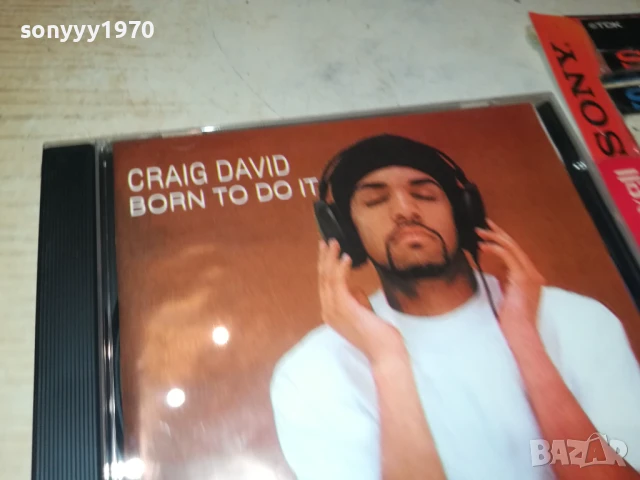 sonyyy1970
TDK
SONY
CRAIG DAVID
BORN TO DO IT
BAZAR